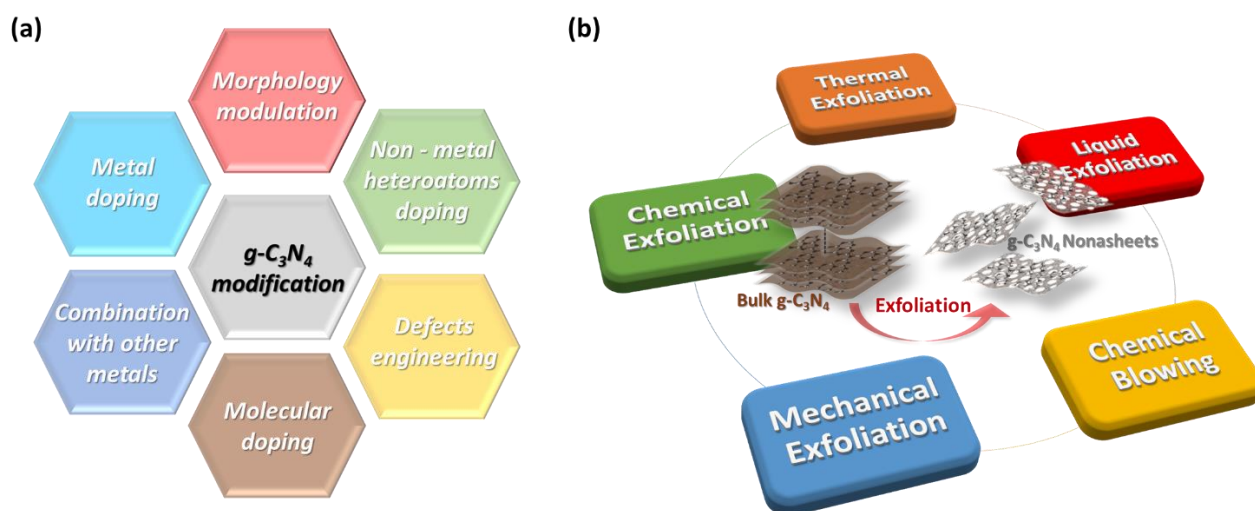 (a)
Morphology
modulation
Metal
doping
Non - metal
heteroatoms
doping
g-C₃N₄
modification
Combination
with other
metals
Defects
engineering
Molecular
doping
(b)
Thermal
Exfoliation
Liquid
Exfoliation
Chemical
Exfoliation
g-C₃N₄ Nonasheets
Bulk g-C₃N₄
Exfoliation
Chemical
Blowing
Mechanical
Exfoliation